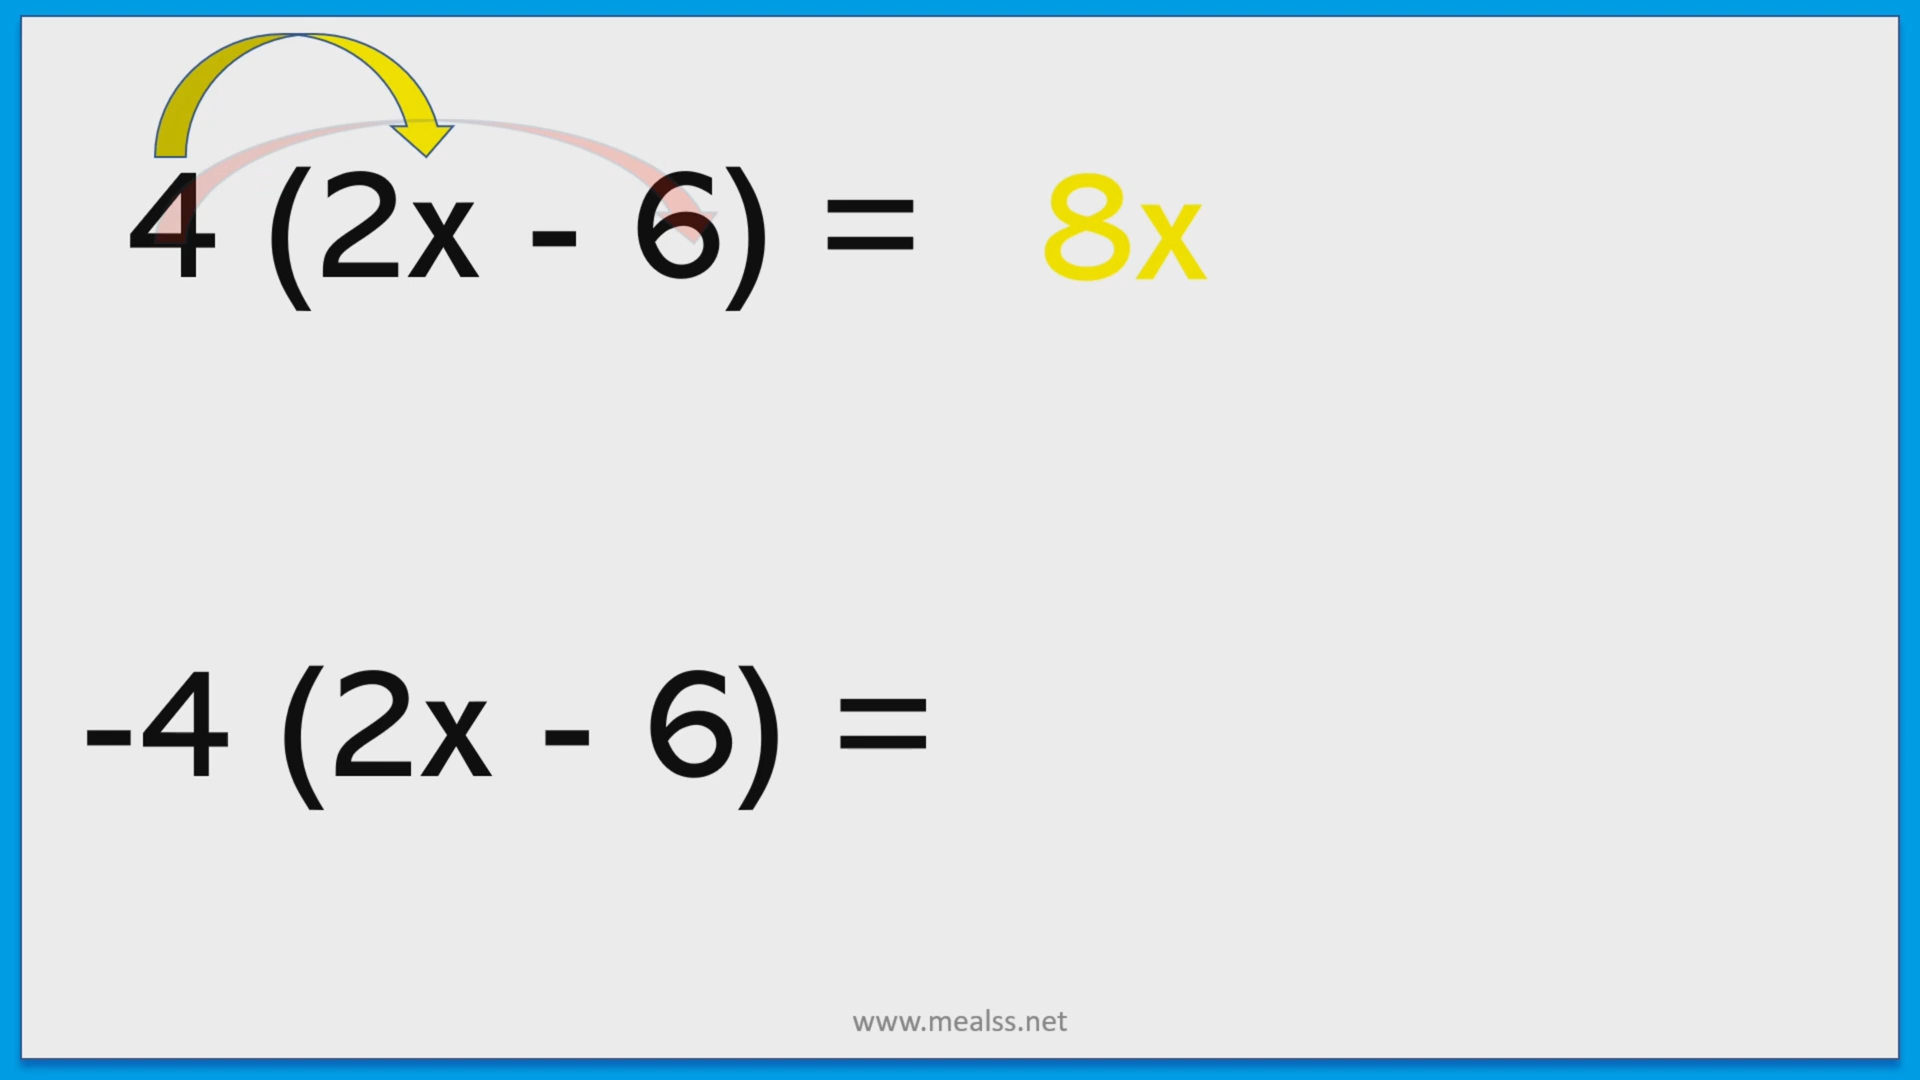 4 (2x - 6) = 8x
-4 (2x - 6) =
www.mealss.net